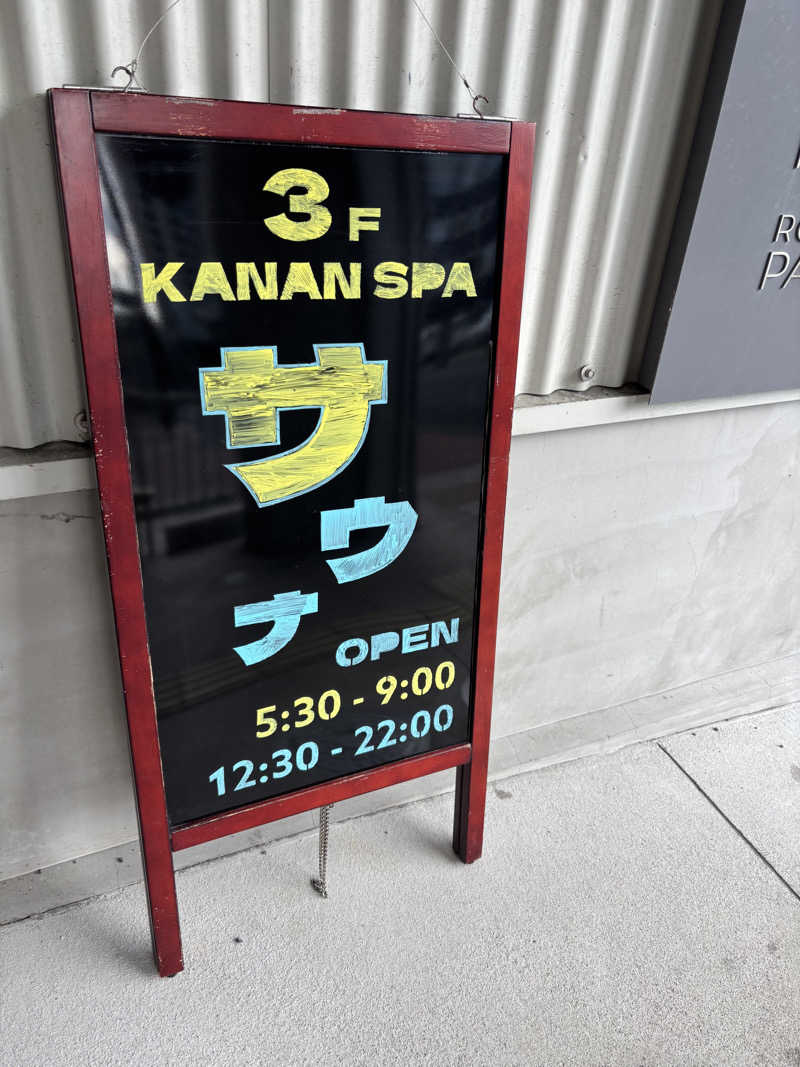 3F
KANAN SPA
サウナ
OPEN
5:30 - 9:00
12:30 - 22:00